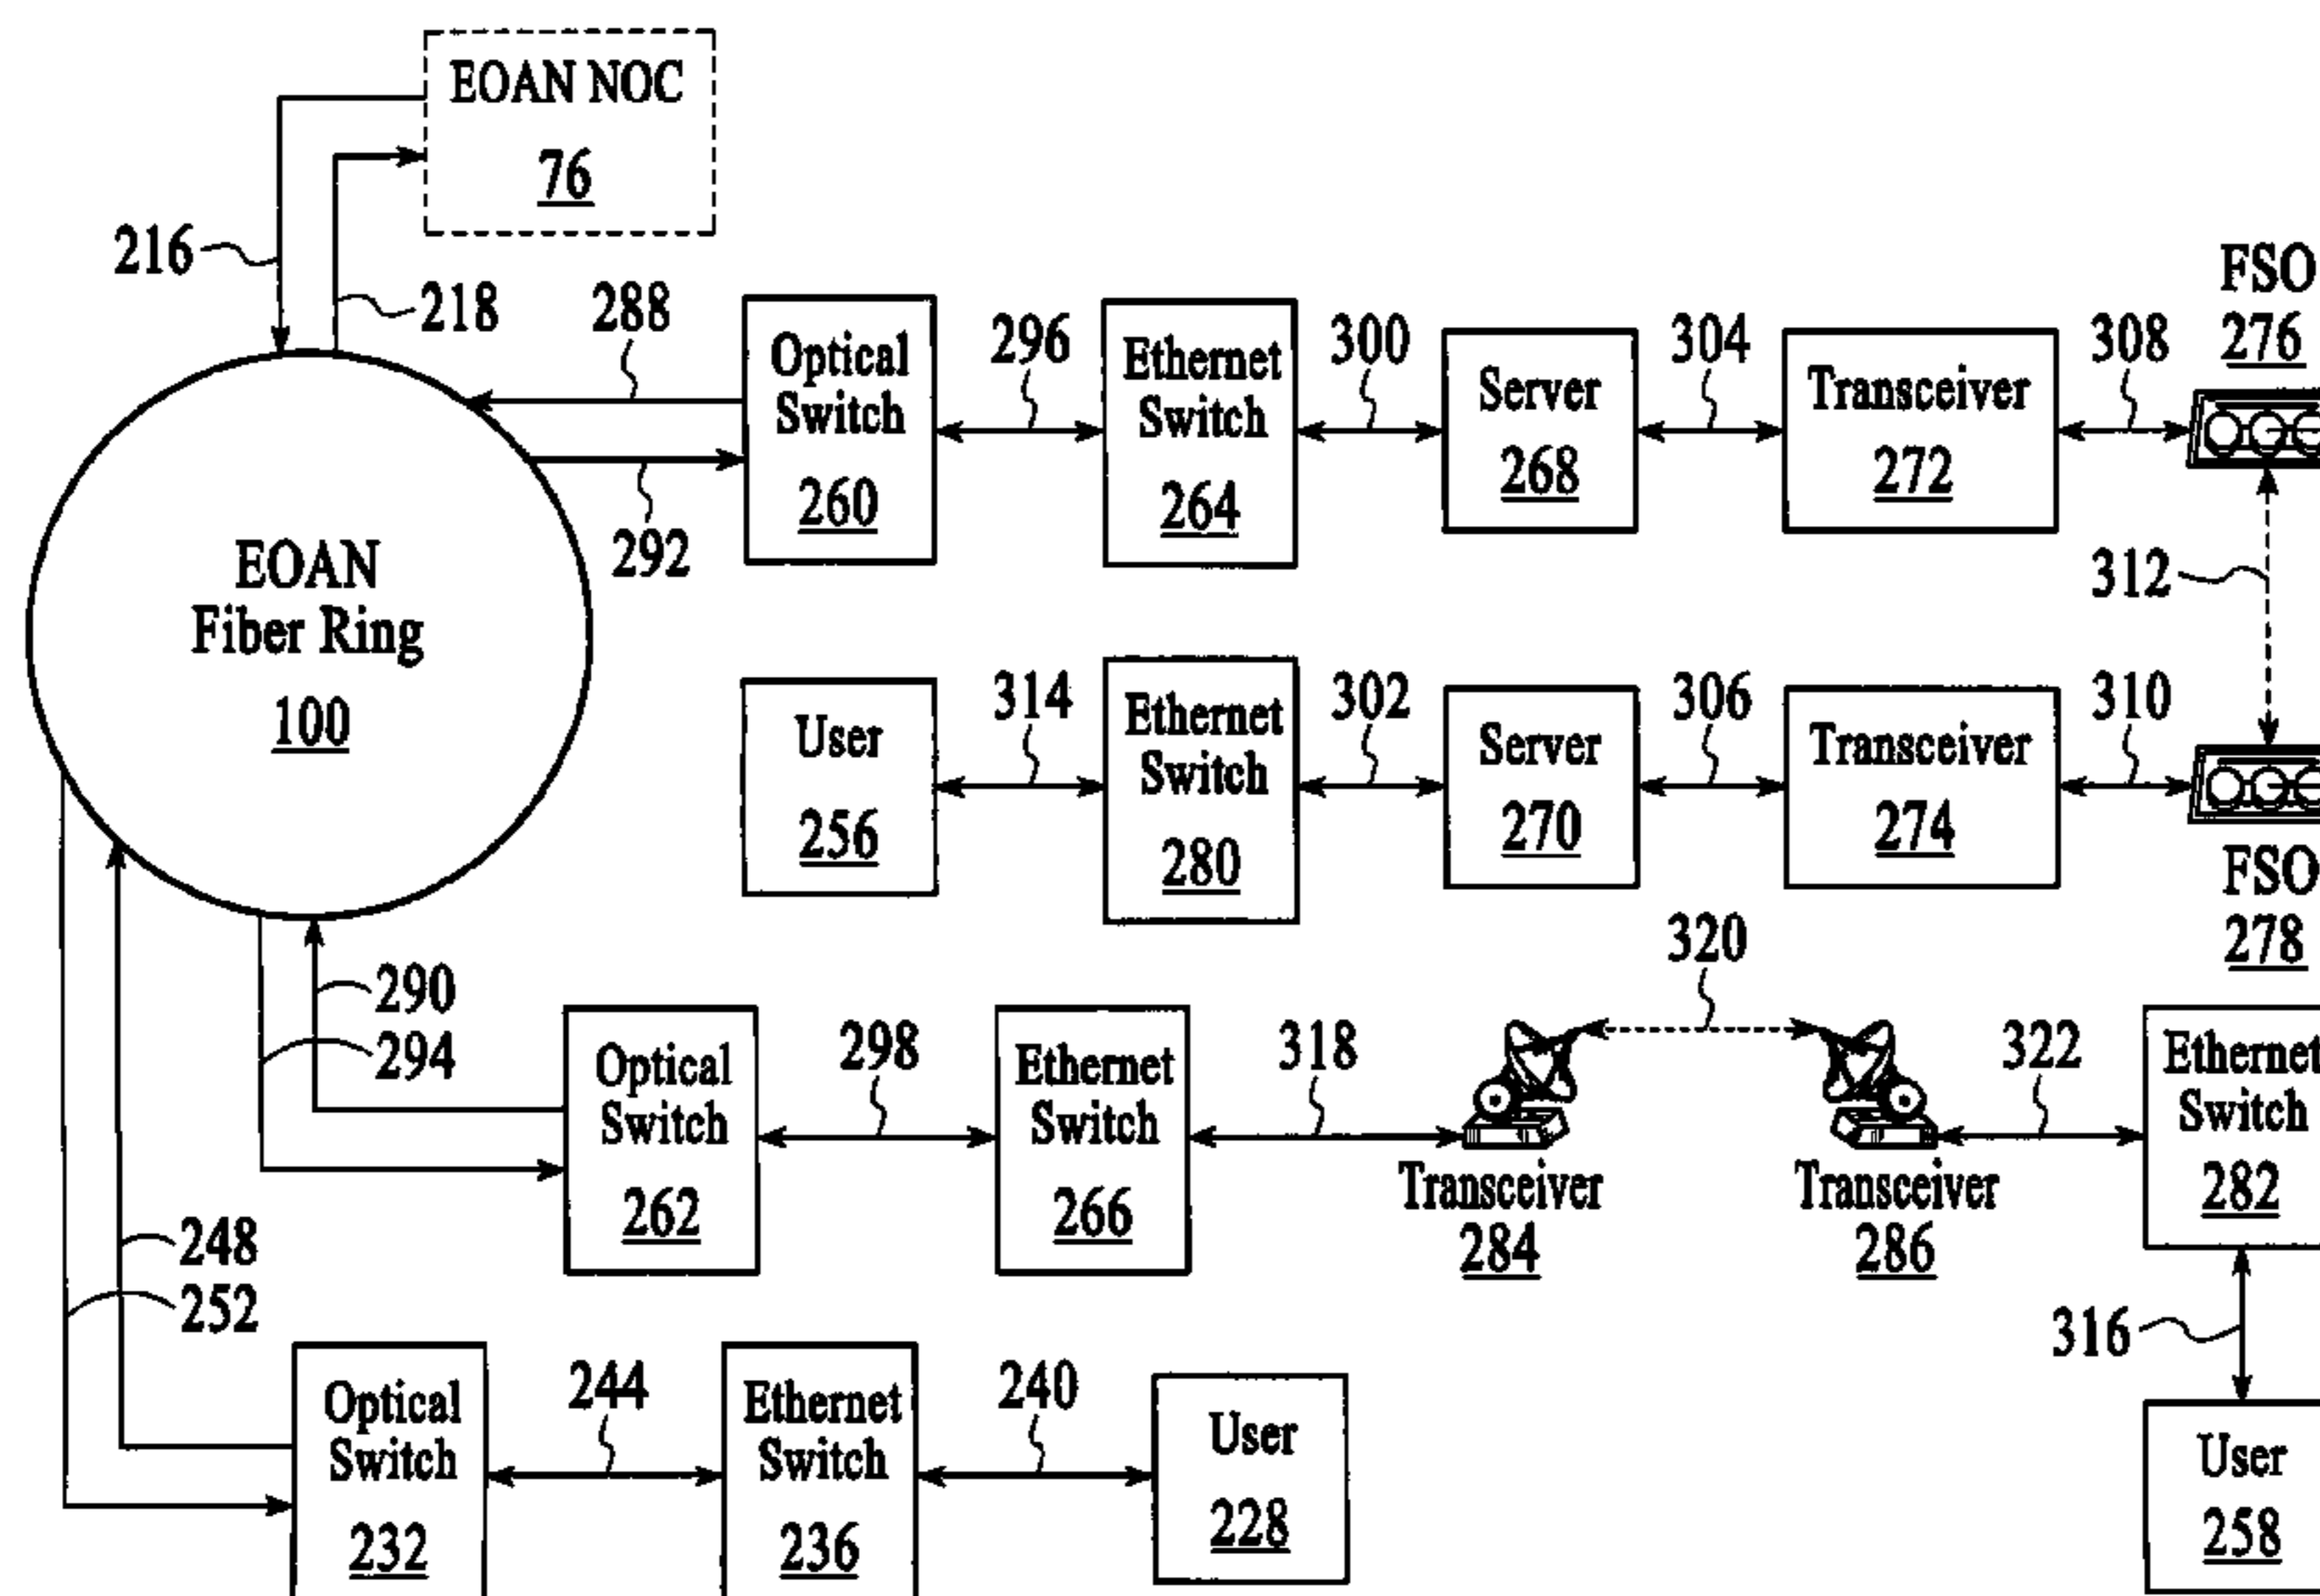 EOAN NOC
76
216
218
288
292
Optical
Switch
260
296
Ethernet
Switch
264
300
Server
268
304
Transceiver
272
308
FSO
276
312
EOAN
Fiber Ring
100
User
256
314
Ethernet
Switch
280
302
Server
270
306
Transceiver
274
310
FSO
278
290
294
Optical
Switch
262
298
Ethernet
Switch
266
318
Transceiver
284
320
Transceiver
286
322
Ethernet
Switch
282
316
User
258
248
252
Optical
Switch
232
244
Ethernet
Switch
236
240
User
228